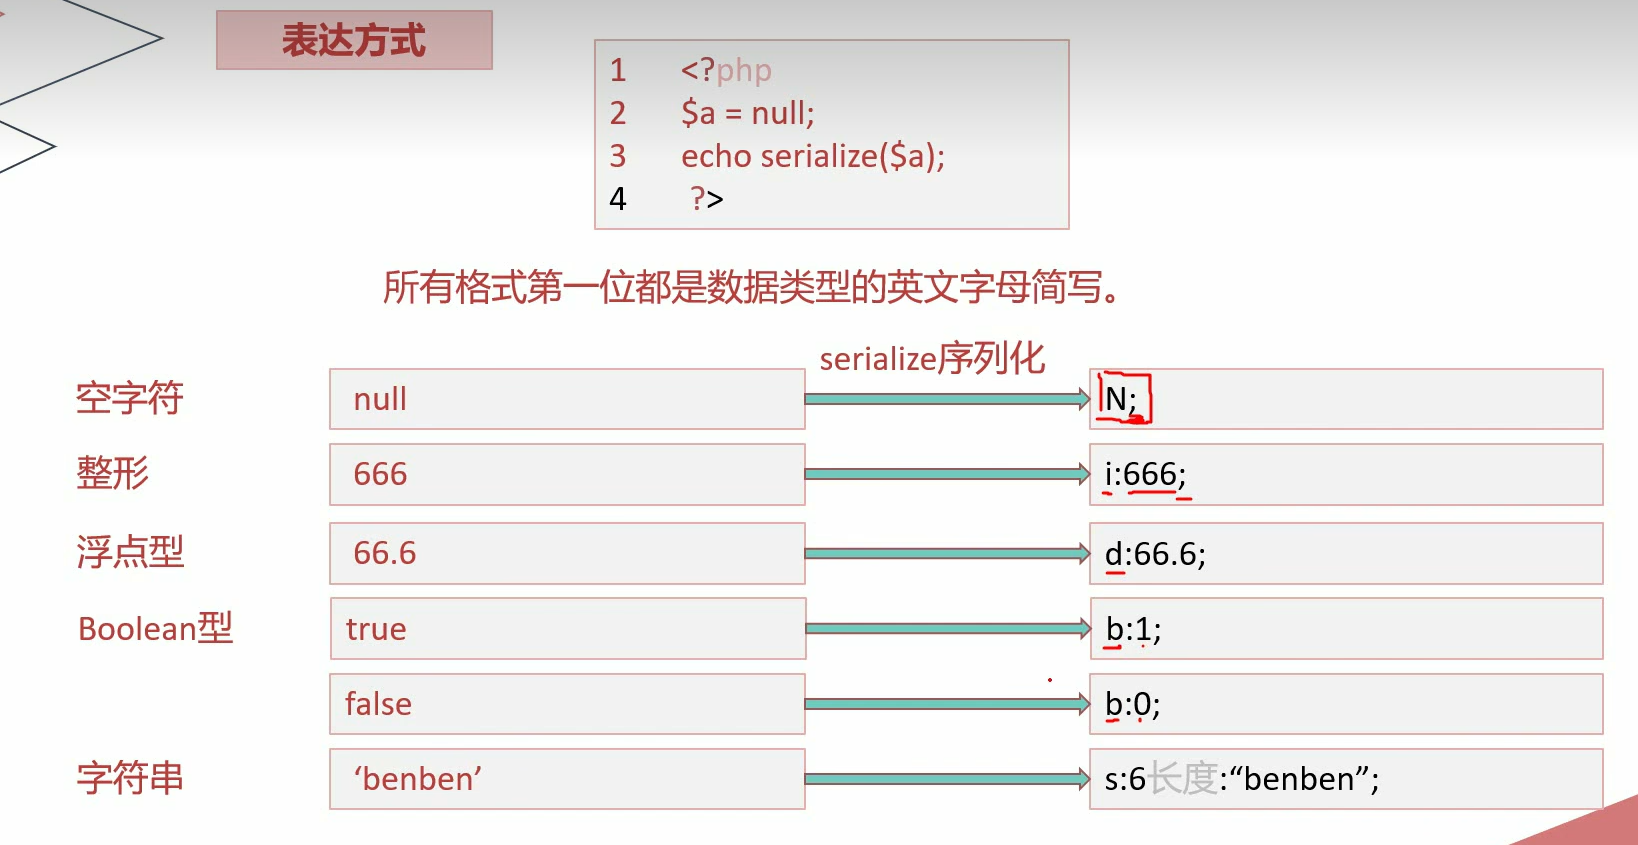 表达方式
1 <?php
2 $a = null;
3 echo serialize($a);
4 ?>
所有格式第一位都是数据类型的英文字母简写。
serialize序列化
空字符 null N;
整形 666 i:666;
浮点型 66.6 d:66.6;
Boolean型 true b:1;
false b:0;
字符串 ‘benben’ s:6长度:“benben”;